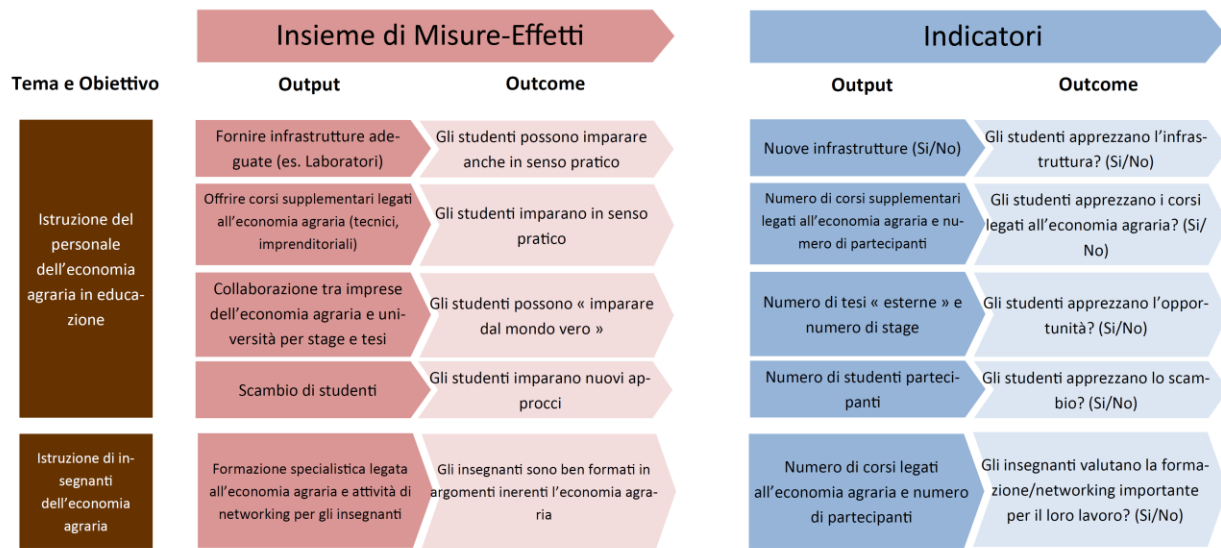 Insieme di Misure-Effetti
Indicatori
Tema e Obiettivo
Output
Outcome
Output
Outcome
Istruzione del
personale
dell'economia
agraria in educa-
zione
Fornire infrastrutture ade-
guate (es. Laboratori)
Gli studenti possono imparare
anche in senso pratico
Nuove infrastrutture (Si/No)
Gli studenti apprezzano l'infra-
struttura? (Si/No)
Offrire corsi supplementari legati
all'economia agraria (tecnici,
imprenditoriali)
Gli studenti imparano in senso
pratico
Numero di corsi supplementari
legati all'economia agraria e nu-
mero di partecipanti
Gli studenti apprezzano i corsi
legati all'economia agraria? (Si/
No)
Collaborazione tra imprese
dell'economia agraria e uni-
versità per stage e tesi
Gli studenti possono « imparare
dal mondo vero »
Numero di tesi « esterne » e
numero di stage
Gli studenti apprezzano l'oppor-
tunità? (Si/No)
Scambio di studenti
Gli studenti imparano nuovi ap-
procci
Numero di studenti parteci-
panti
Gli studenti apprezzano lo scam-
bio? (Si/No)
Istruzione di in-
segnanti
dell'economia
agraria
Formazione specialistica legata
all'economia agraria e attività di
networking per gli insegnanti
Gli insegnanti sono ben formati in
argomenti inerenti l'economia agra-
ria
Numero di corsi legati
all'economia agraria e numero
di partecipanti
Gli insegnanti valutano la forma-
zione/networking importante
per il loro lavoro? (Si/No)